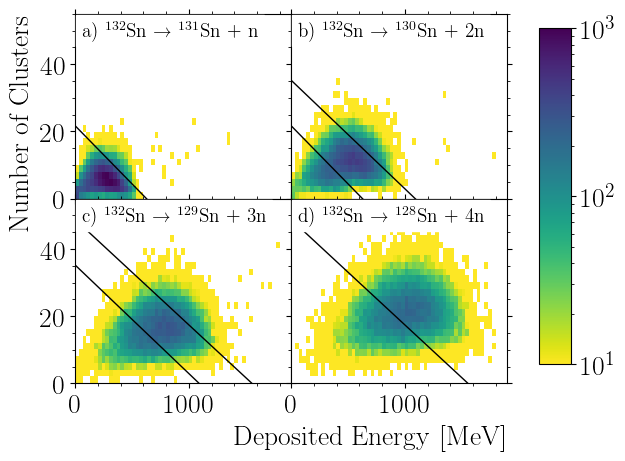 a) ¹³²Sn → ¹³¹Sn + n
b) ¹³²Sn → ¹³⁰Sn + 2n
10³
40
20
0
Number of Clusters
10²
c) ¹³²Sn → ¹²⁹Sn + 3n
d) ¹³²Sn → ¹²⁸Sn + 4n
40
20
0
10¹
0
1000
0
1000
Deposited Energy [MeV]